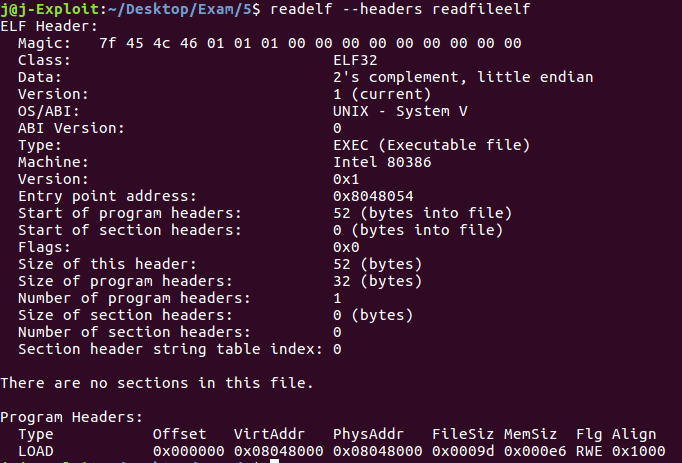 j@j-Exploit:~/Desktop/Exam/5$ readelf --headers readfileelf
ELF Header:
  Magic:   7f 45 4c 46 01 01 01 00 00 00 00 00 00 00 00 00
  Class:                             ELF32
  Data:                              2's complement, little endian
  Version:                           1 (current)
  OS/ABI:                            UNIX - System V
  ABI Version:                       0
  Type:                              EXEC (Executable file)
  Machine:                           Intel 80386
  Version:                           0x1
  Entry point address:               0x8048054
  Start of program headers:          52 (bytes into file)
  Start of section headers:          0 (bytes into file)
  Flags:                             0x0
  Size of this header:               52 (bytes)
  Size of program headers:           32 (bytes)
  Number of program headers:         1
  Size of section headers:           0 (bytes)
  Number of section headers:         0
  Section header string table index: 0
There are no sections in this file.
Program Headers:
  Type           Offset   VirtAddr   PhysAddr   FileSiz MemSiz  Flg Align
  LOAD           0x000000 0x08048000 0x08048000 0x0009d 0x000e6 RWE 0x1000